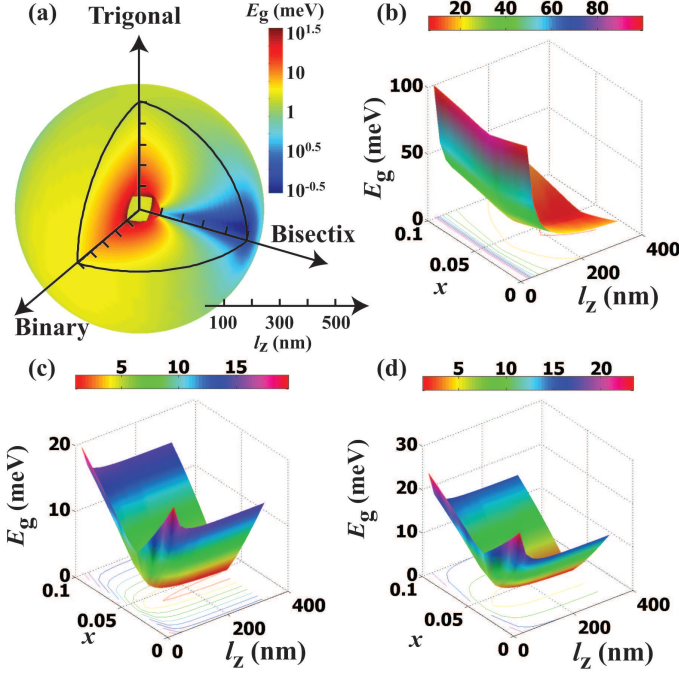 (a)
Trigonal
E_g (meV)
10^1.5
10
1
10^0.5
10^-0.5
Bisectix
Binary
100 300 500
l_z (nm)
(b)
20 40 60 80
100
50
0
E_g (meV)
0.1
0.05
0
x
0
200
400
l_z (nm)
(c)
5 10 15
20
10
0
E_g (meV)
0.1
0.05
0
x
0
200
400
l_z (nm)
(d)
5 10 15 20
30
20
10
0
E_g (meV)
0.1
0.05
0
x
0
200
400
l_z (nm)